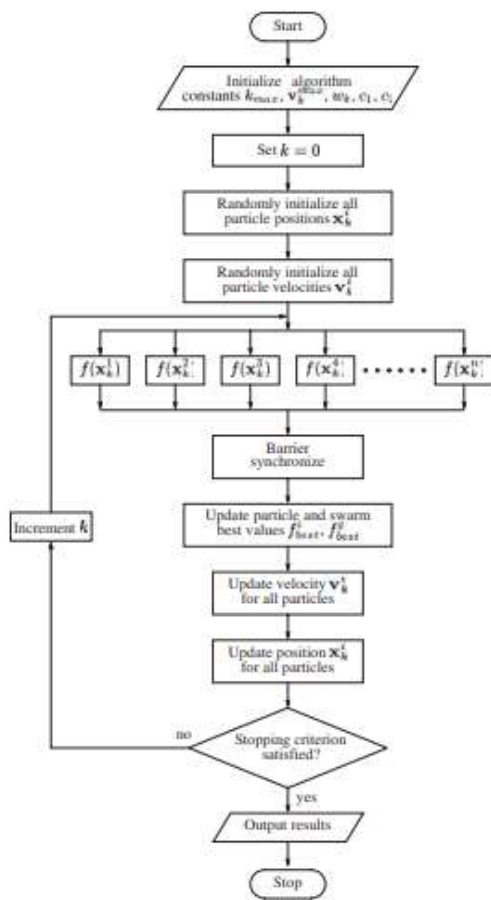 Start
Initialize algorithm
constants k_max, v_k^max, w_k, c_1, c_i
Set k = 0
Randomly initialize all
particle positions x_k^i
Randomly initialize all
particle velocities v_k^i
f(x_k^1) f(x_k^2) f(x_k^3) f(x_k^4) ...... f(x_k^n)
Barrier
synchronize
Increment k
Update particle and swarm
best values f_best^i, f_best^g
Update velocity v_k^i
for all particles
Update position x_k^i
for all particles
no
Stopping criterion
satisfied?
yes
Output results
Stop